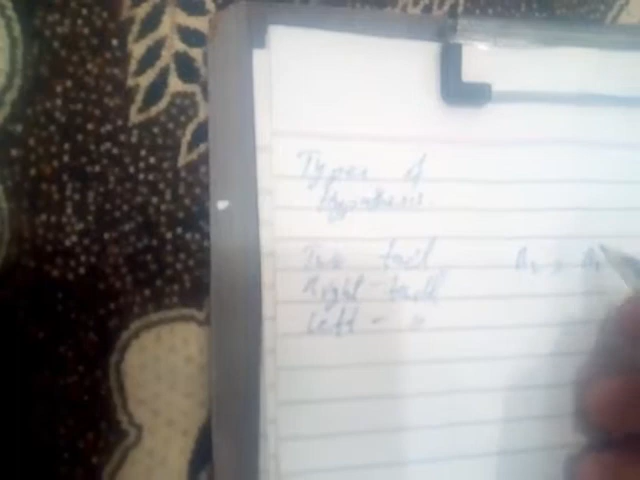 Types of
Hypothesis.
Two tail
Right tail
Left - "